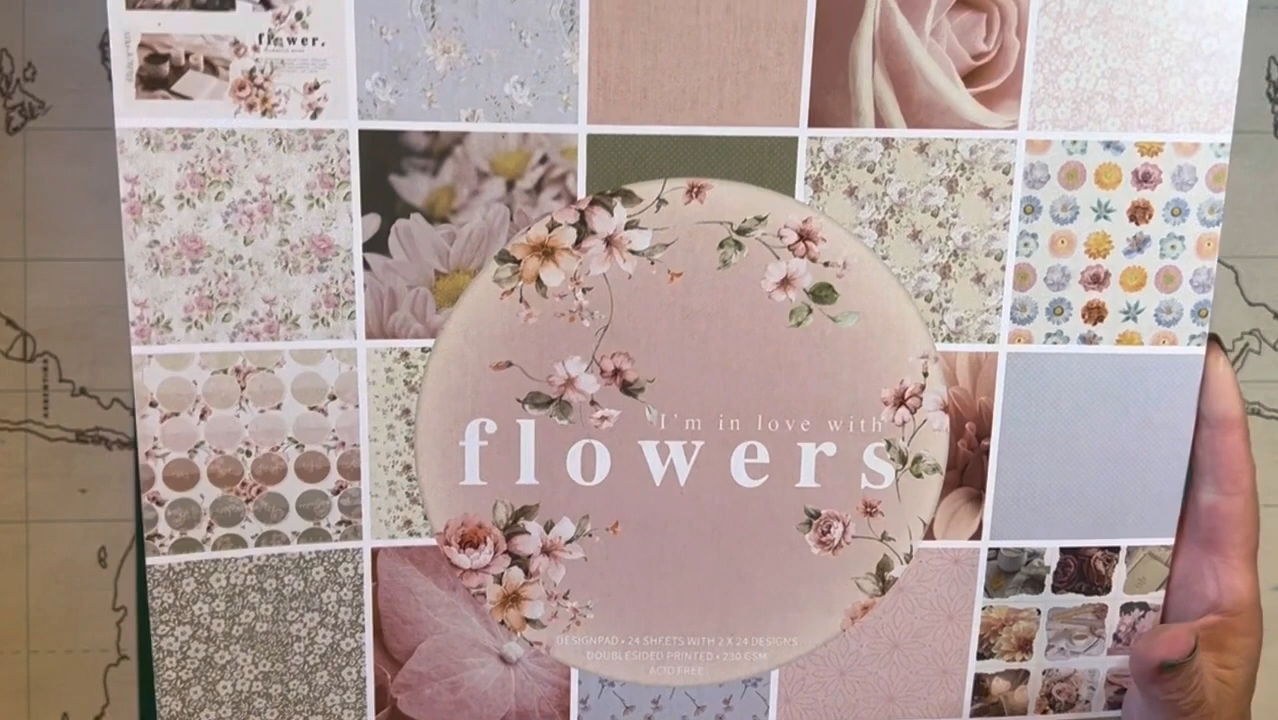 flower.
I'm in love with
flowers
DESIGNPAD • 24 SHEETS WITH 2 X 24 DESIGNS
DOUBLESIDED PRINTED • 230 GSM
ACID FREE